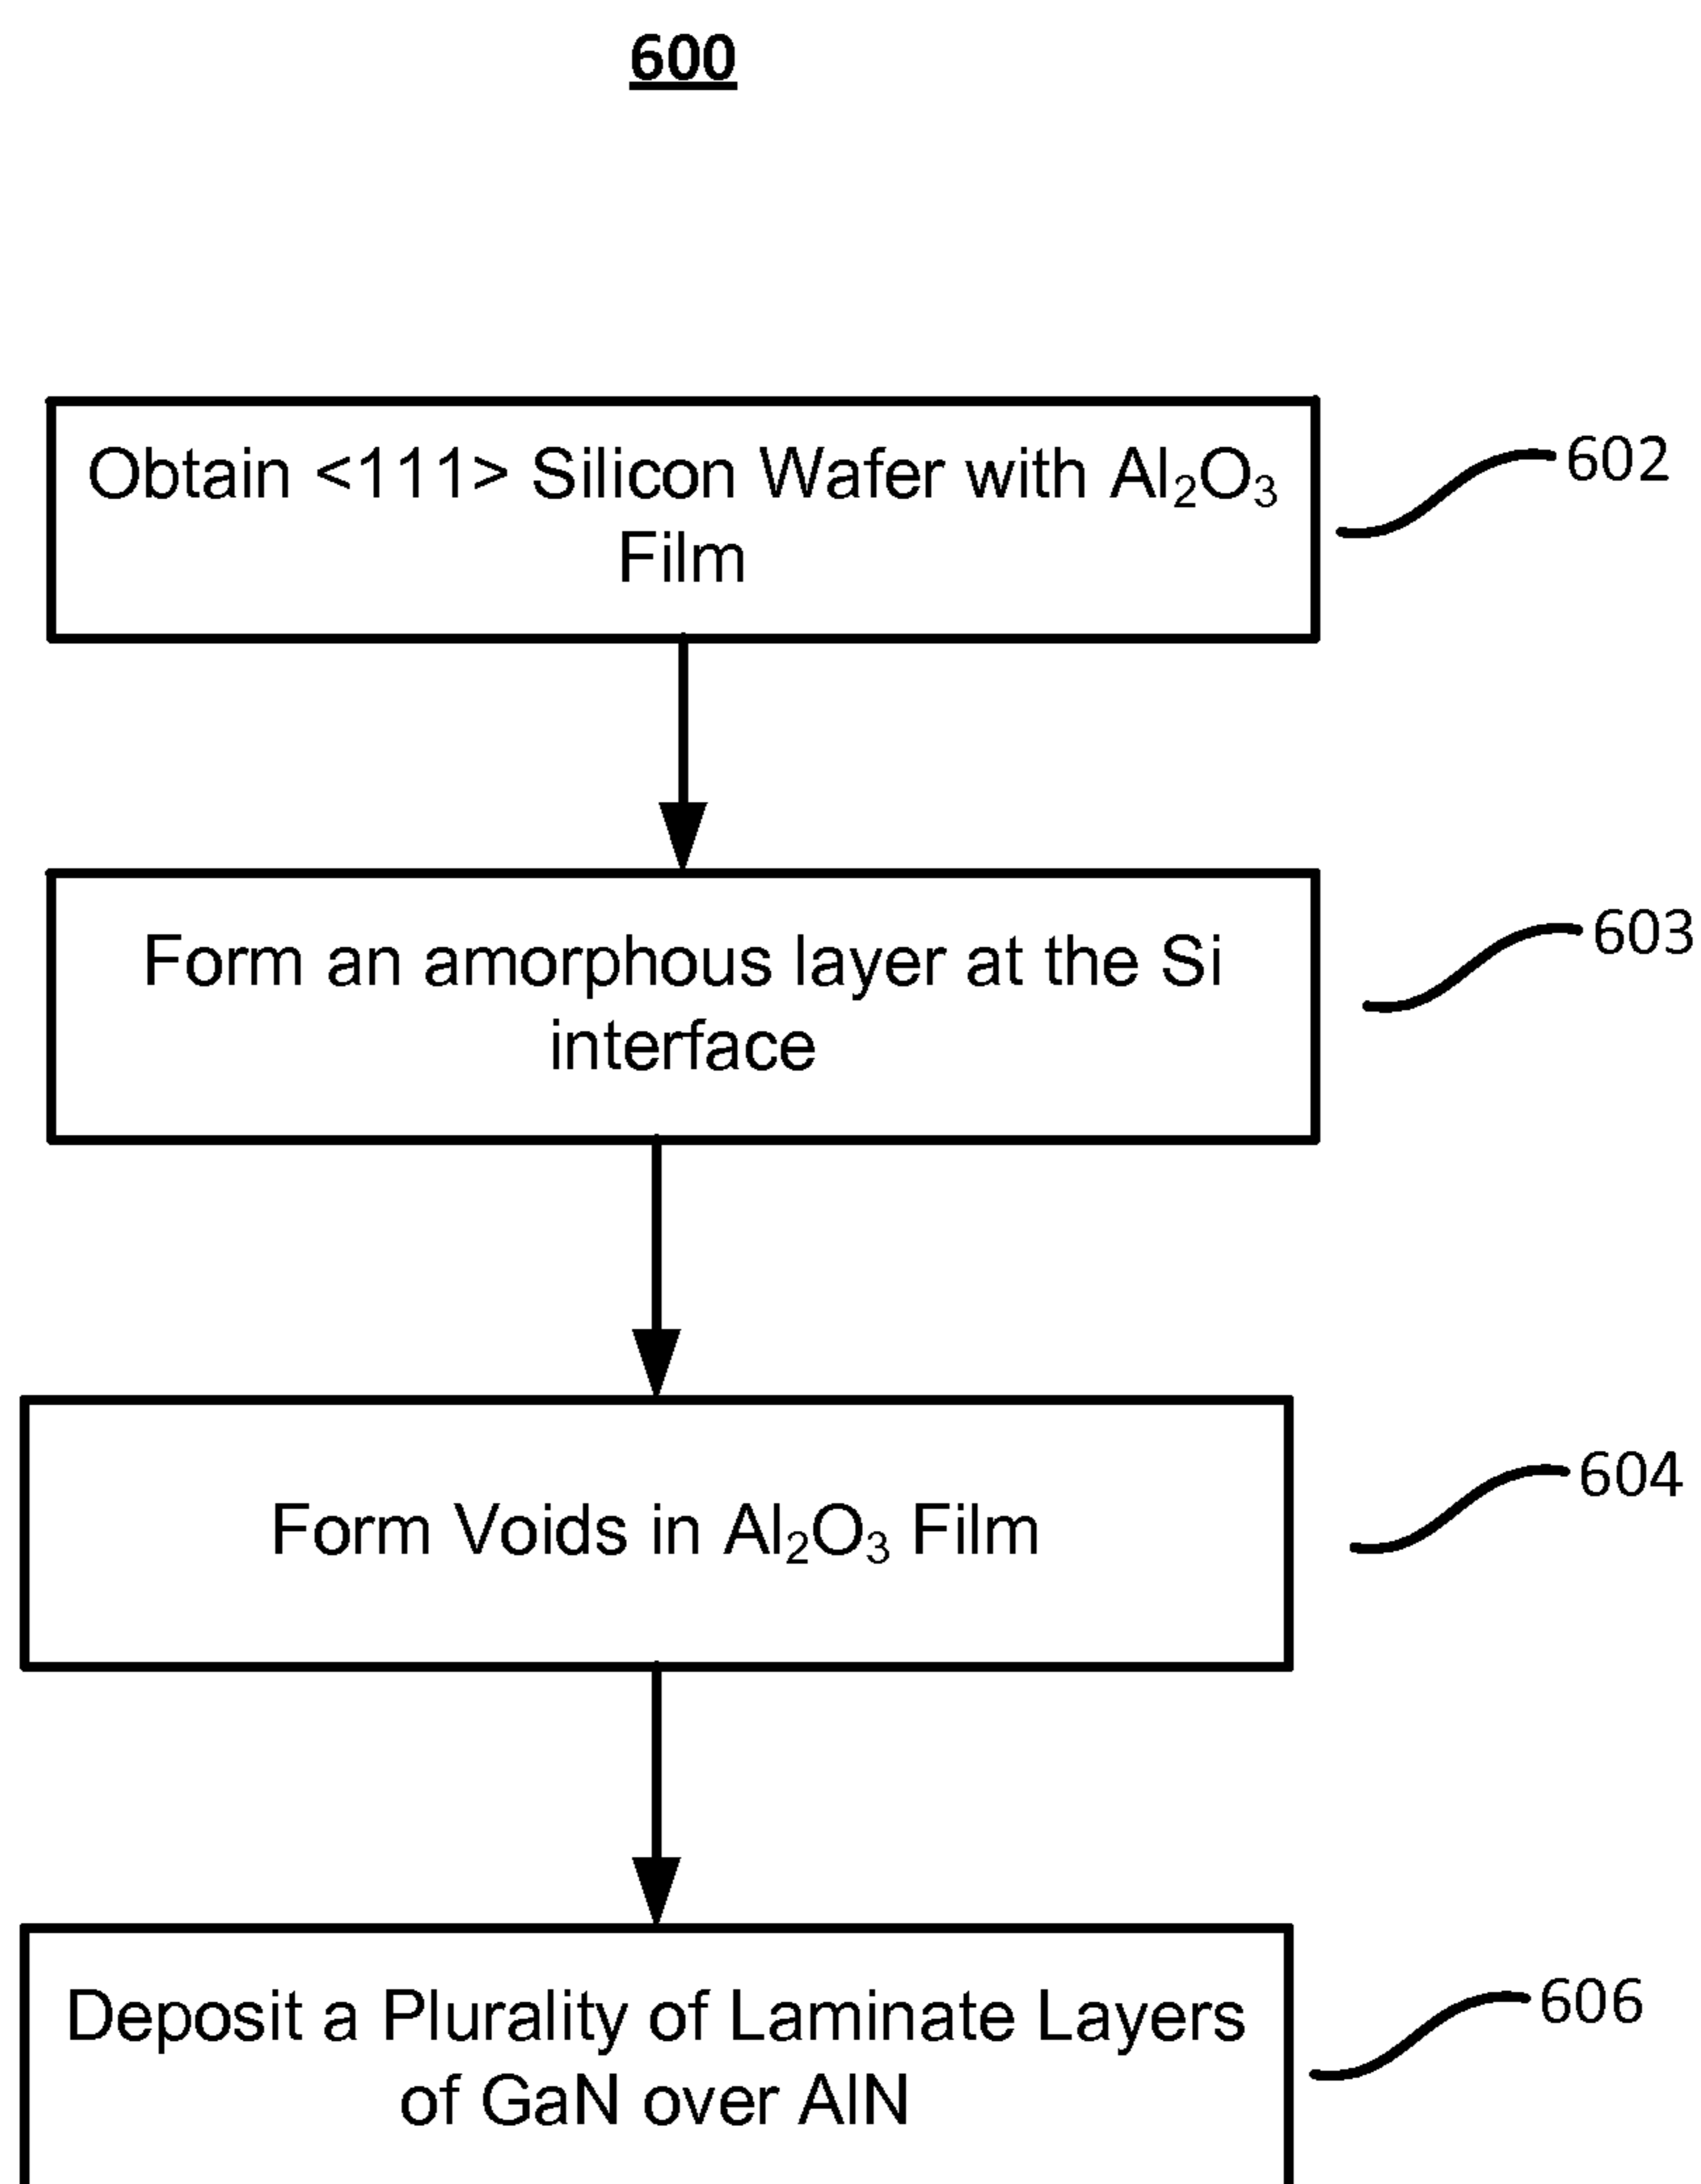 600
Obtain <111> Silicon Wafer with Al₂O₃
Film
602
Form an amorphous layer at the Si
interface
603
Form Voids in Al₂O₃ Film
604
Deposit a Plurality of Laminate Layers
of GaN over AlN
606